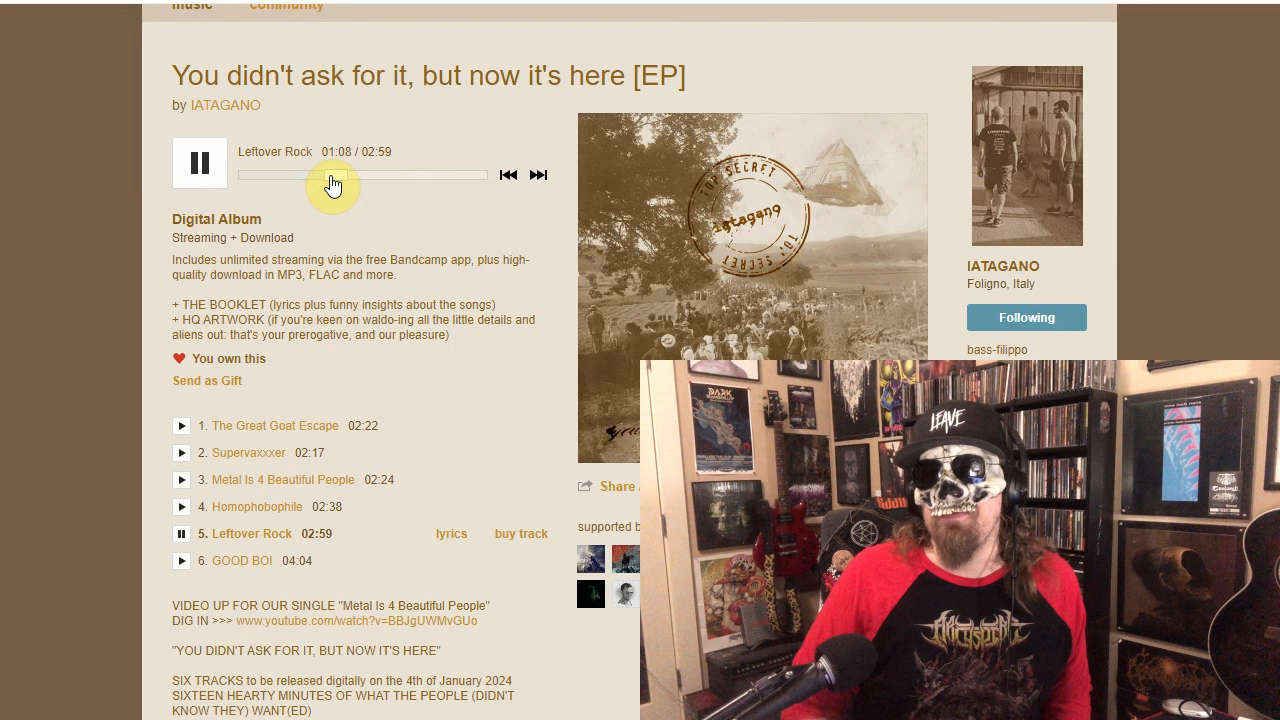 music community
You didn't ask for it, but now it's here [EP]
by IATAGANO
Leftover Rock 01:08 / 02:59
Digital Album
Streaming + Download
Includes unlimited streaming via the free Bandcamp app, plus high-
quality download in MP3, FLAC and more.
+ THE BOOKLET (lyrics plus funny insights about the songs)
+ HQ ARTWORK (if you're keen on waldo-ing all the little details and
aliens out: that's your prerogative, and our pleasure)
You own this
Send as Gift
1. The Great Goat Escape 02:22
2. Supervaxxxer 02:17
3. Metal Is 4 Beautiful People 02:24
4. Homophobophile 02:38
5. Leftover Rock 02:59 lyrics buy track
6. GOOD BOI 04:04
VIDEO UP FOR OUR SINGLE "Metal Is 4 Beautiful People"
DIG IN >>> www.youtube.com/watch?v=BBJgUWMvGUo
"YOU DIDN'T ASK FOR IT, BUT NOW IT'S HERE"
SIX TRACKS to be released digitally on the 4th of January 2024
SIXTEEN HEARTY MINUTES OF WHAT THE PEOPLE (DIDN'T
KNOW THEY) WANT(ED)
TOP SECRET
iatagano
TOP SECRET
Share
supported b
IATAGANO
Foligno, Italy
Following
bass-filippo
DARK
LEAVE